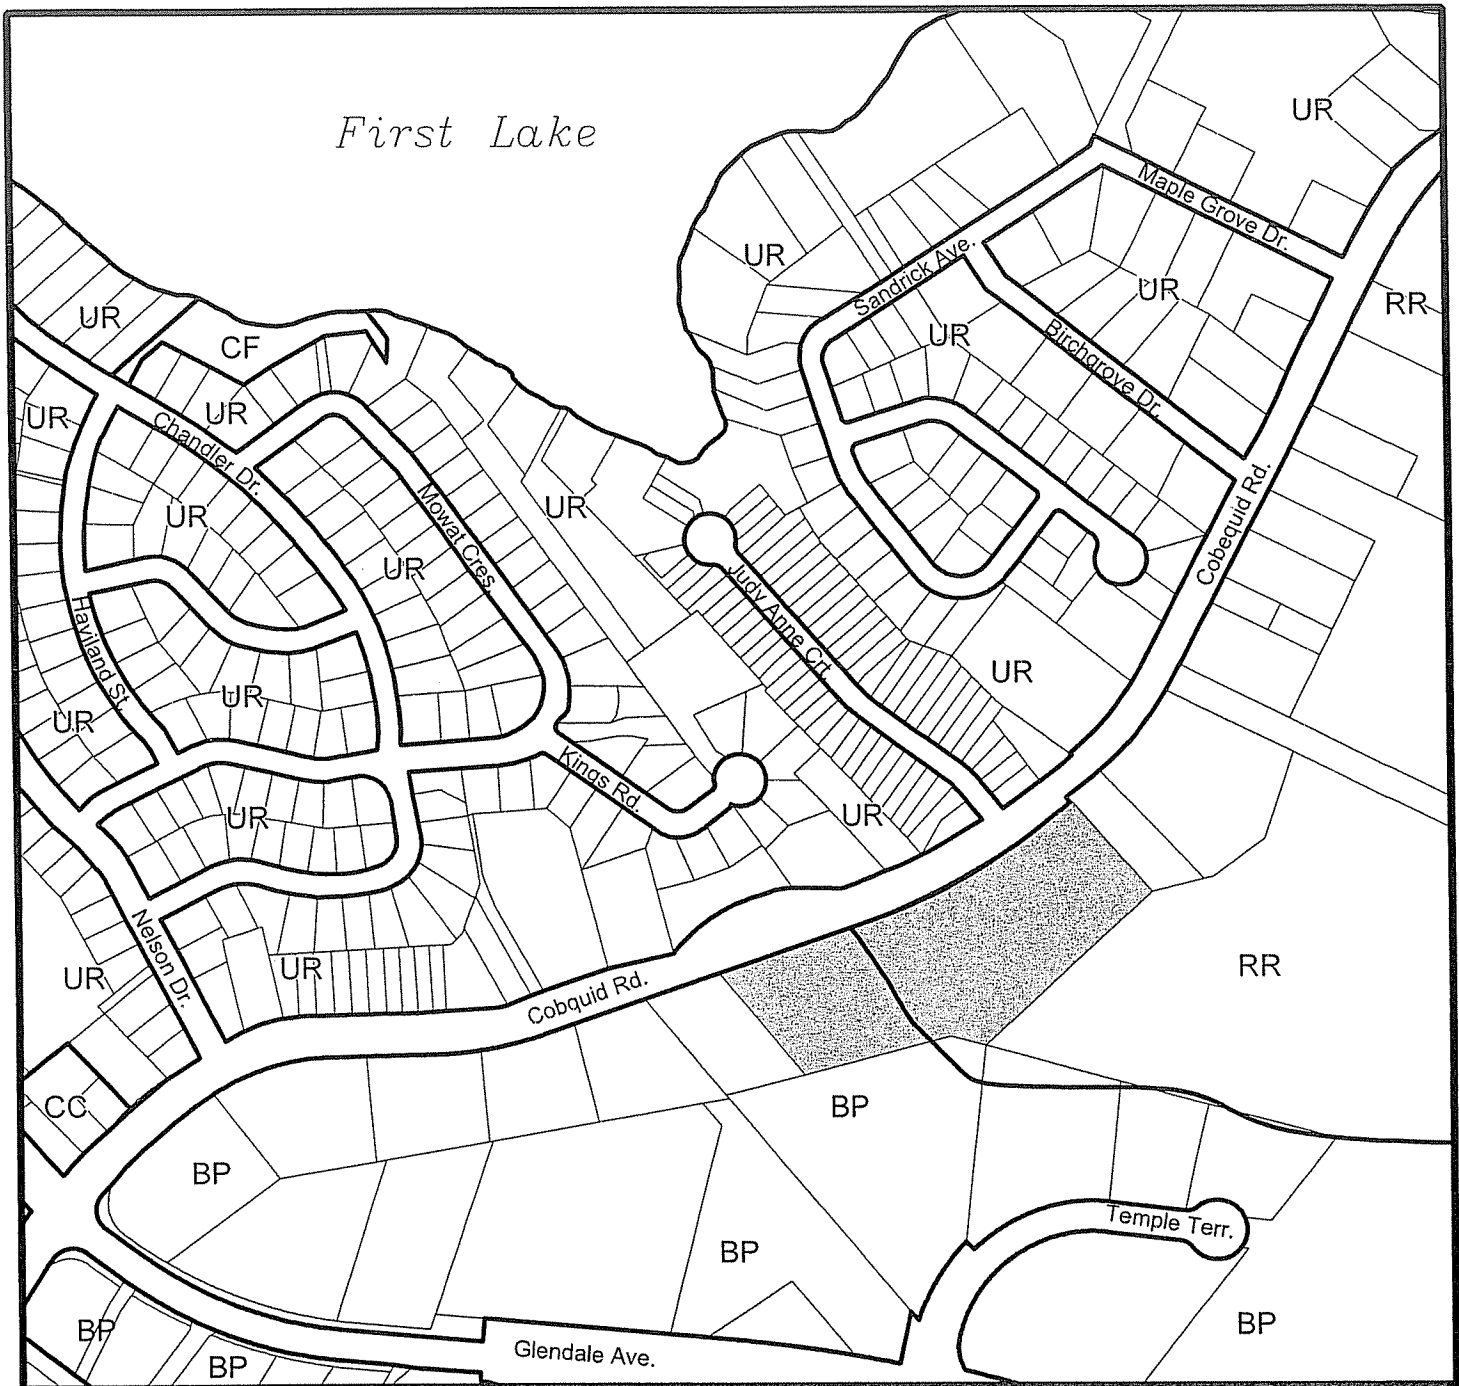 First Lake
UR
Maple Grove Dr.
UR
Sandrick Ave.
UR
RR
UR
CF
UR
Birchgrove Dr.
UR
UR
Chandler Dr.
Mowat Cres.
UR
UR
UR
Cobequid Rd.
Judy Anne Crt.
Haviland St.
UR
UR
UR
Kings Rd.
UR
UR
Nelson Dr.
UR
UR
RR
Cobquid Rd.
CC
BP
BP
Temple Terr.
BP
BP
BP
Glendale Ave.
BP